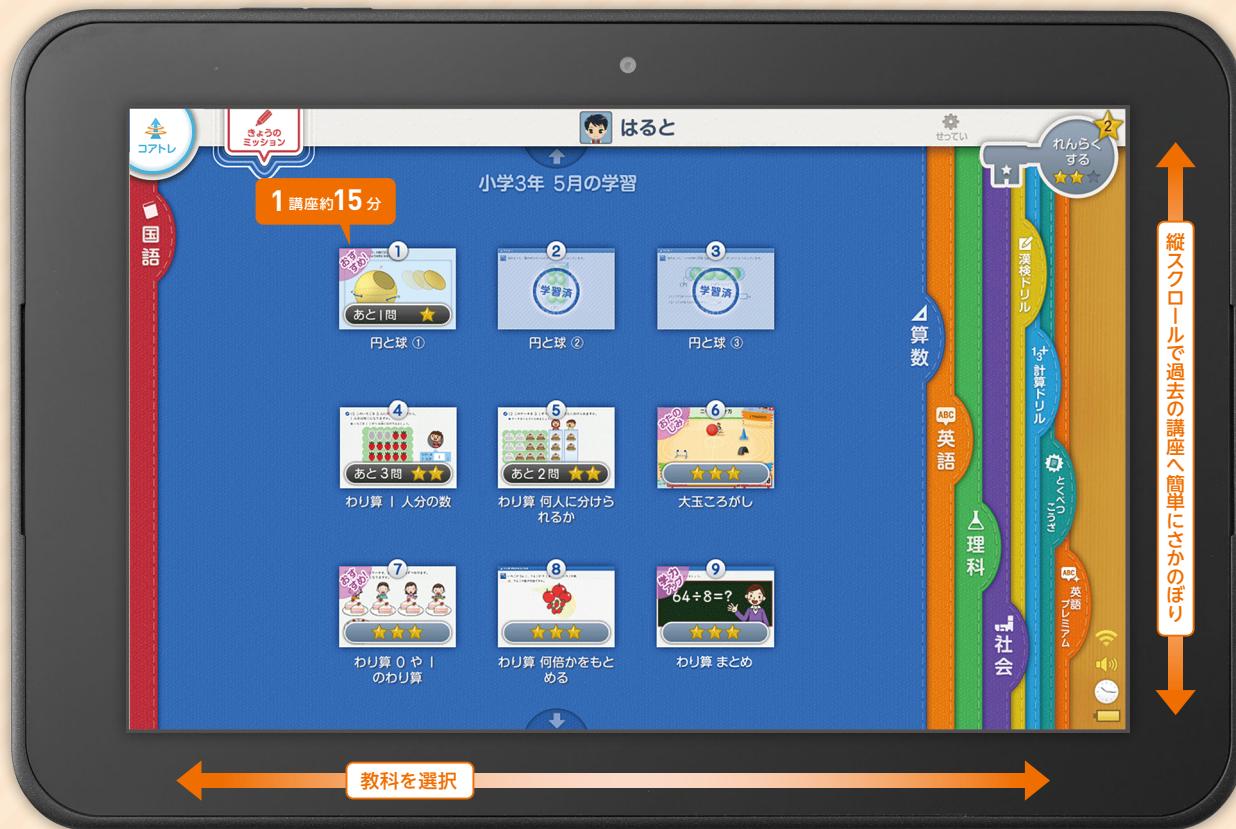 コアトレ
きょうの
ミッション
はると
せってい
2
れんらく
する
小学3年 5月の学習
1講座約15分
国語
おすすめ!
1
あと1問
円と球 ①
2
学習済
円と球 ②
3
学習済
円と球 ③
4
あと3問
わり算 1 人分の数
5
あと2問
わり算 何人に分けら
れるか
6
おたのしみ
大玉ころがし
おすすめ!
7
わり算 0 や 1
のわり算
8
わり算 何倍かをもと
める
学力アップ
9
64÷8=?
わり算 まとめ
算数
ABC
英語
理科
社会
漢検ドリル
計算ドリル
とくべつ
こうざ
ABC
英語
プレミアム
縦スクロールで過去の講座へ簡単にさかのぼり
教科を選択